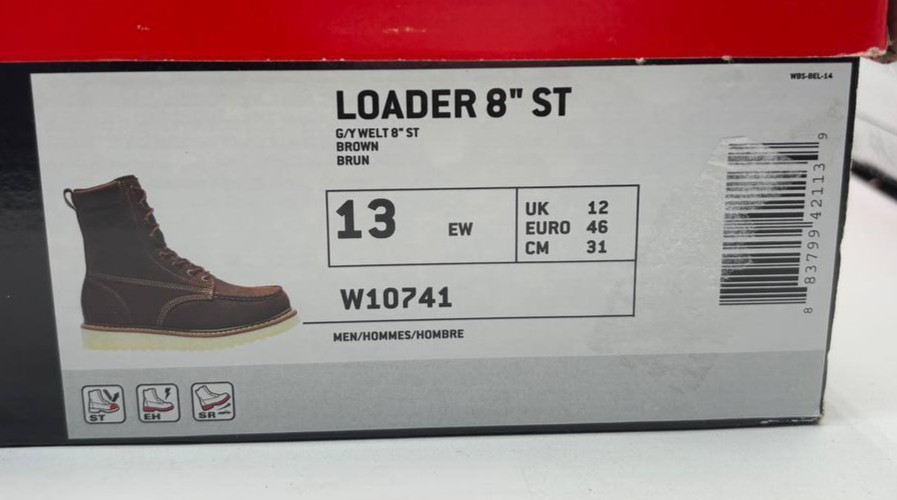 WBS-BEL-14
LOADER 8" ST
G/Y WELT 8" ST
BROWN
BRUN
13 EW
UK 12
EURO 46
CM 31
W10741
MEN/HOMMES/HOMBRE
8 83799 42113 9
ST EH SR